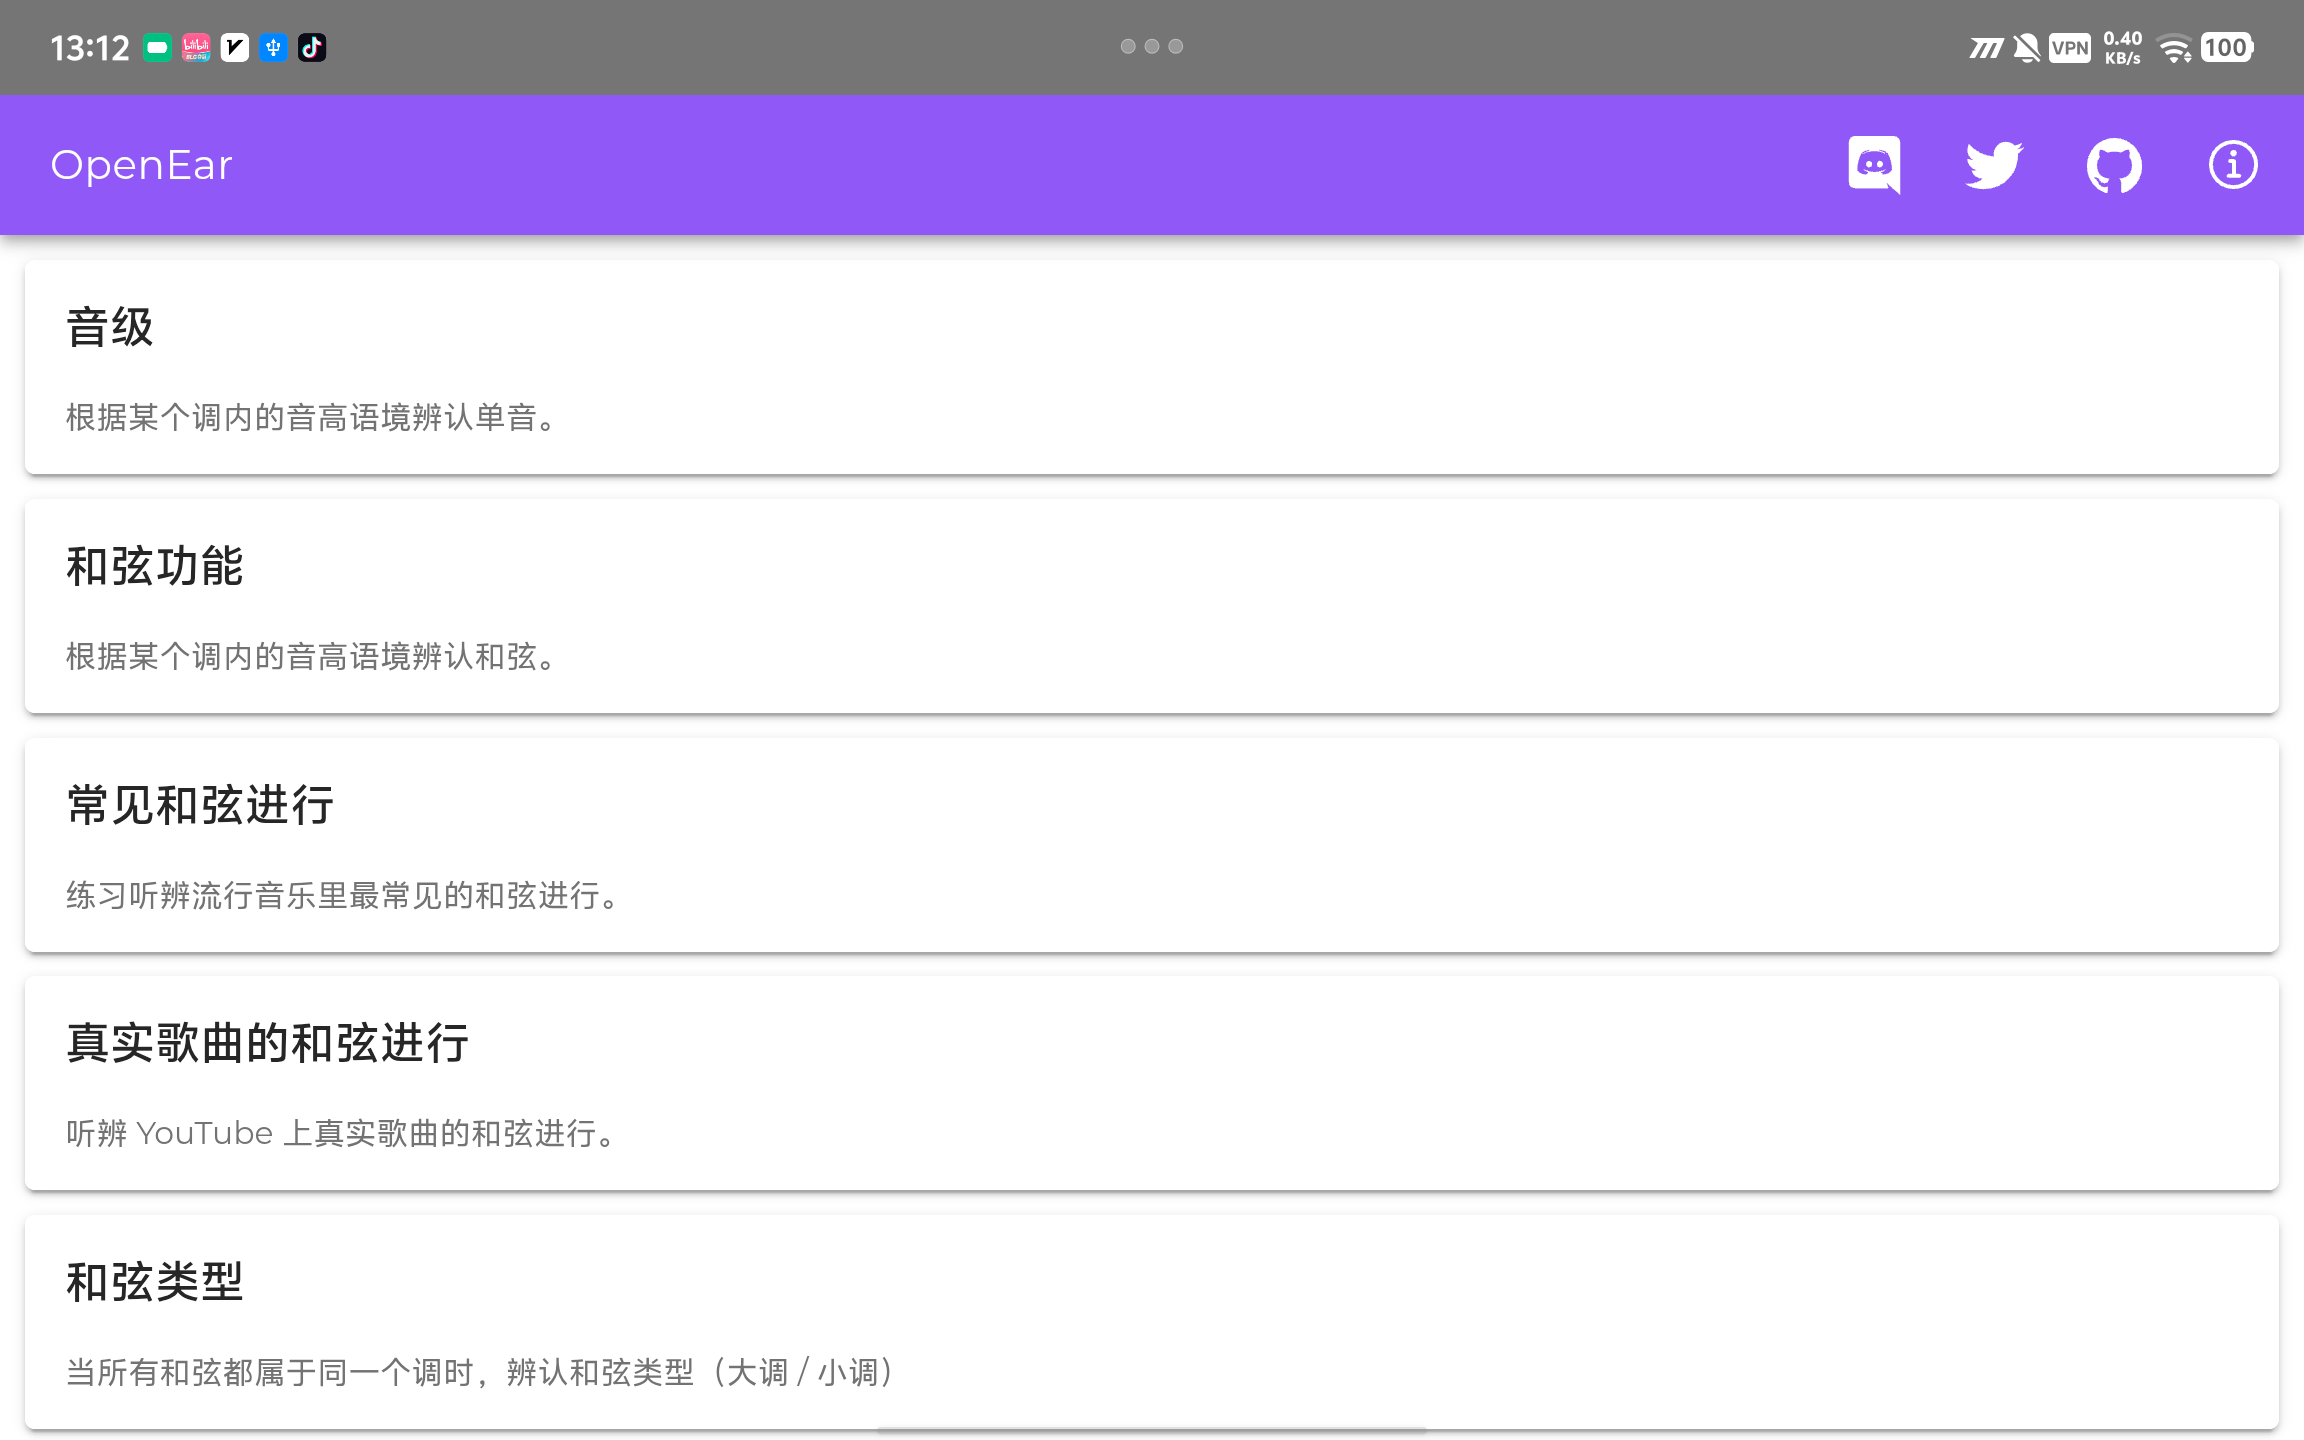 13:12
VPN
0.40
KB/s
100
OpenEar
音级
根据某个调内的音高语境辨认单音。
和弦功能
根据某个调内的音高语境辨认和弦。
常见和弦进行
练习听辨流行音乐里最常见的和弦进行。
真实歌曲的和弦进行
听辨 YouTube 上真实歌曲的和弦进行。
和弦类型
当所有和弦都属于同一个调时，辨认和弦类型（大调 / 小调）